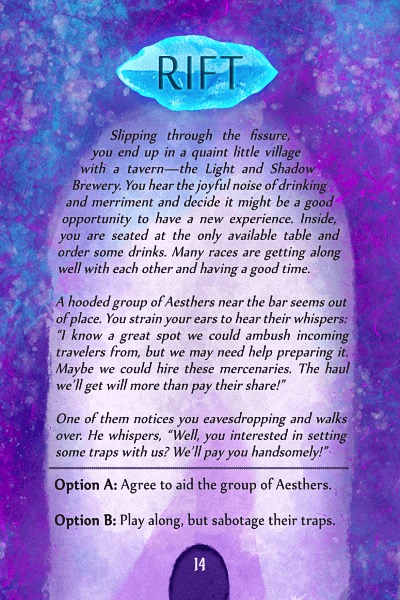 RIFT
Slipping through the fissure,
you end up in a quaint little village
with a tavern—the Light and Shadow
Brewery. You hear the joyful noise of drinking
and merriment and decide it might be a good
opportunity to have a new experience. Inside,
you are seated at the only available table and
order some drinks. Many races are getting along
well with each other and having a good time.
A hooded group of Aesthers near the bar seems out
of place. You strain your ears to hear their whispers:
“I know a great spot we could ambush incoming
travelers from, but we may need help preparing it.
Maybe we could hire these mercenaries. The haul
we’ll get will more than pay their share!”
One of them notices you eavesdropping and walks
over. He whispers, “Well, you interested in setting
some traps with us? We’ll pay you handsomely!”
Option A: Agree to aid the group of Aesthers.
Option B: Play along, but sabotage their traps.
14